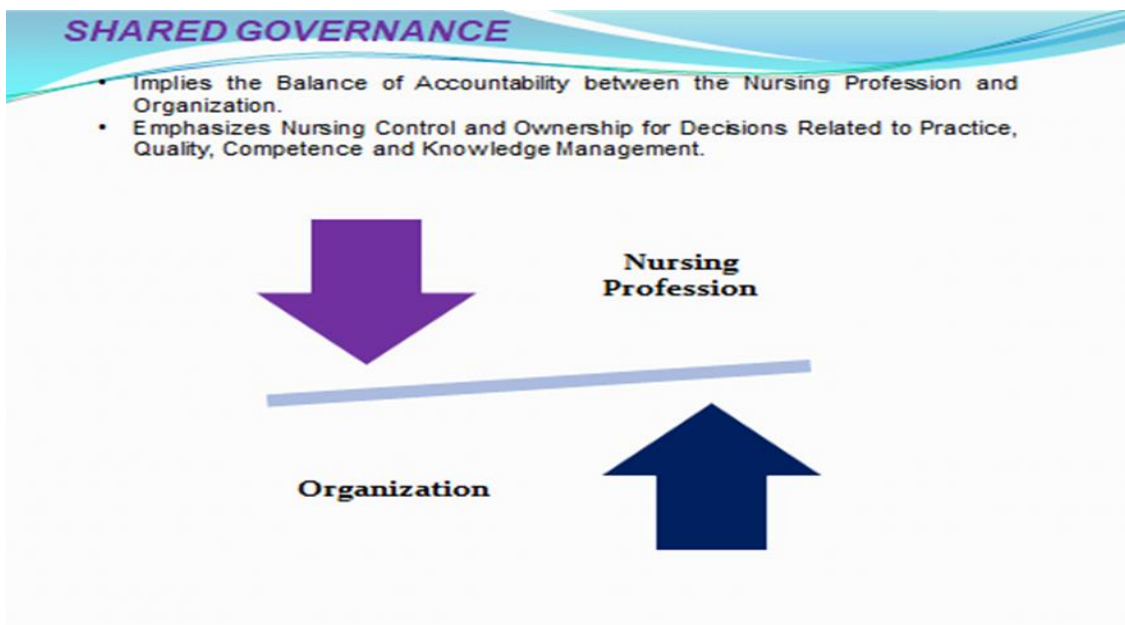 SHARED GOVERNANCE
• Implies the Balance of Accountability between the Nursing Profession and
Organization.
• Emphasizes Nursing Control and Ownership for Decisions Related to Practice,
Quality, Competence and Knowledge Management.
Nursing
Profession
Organization